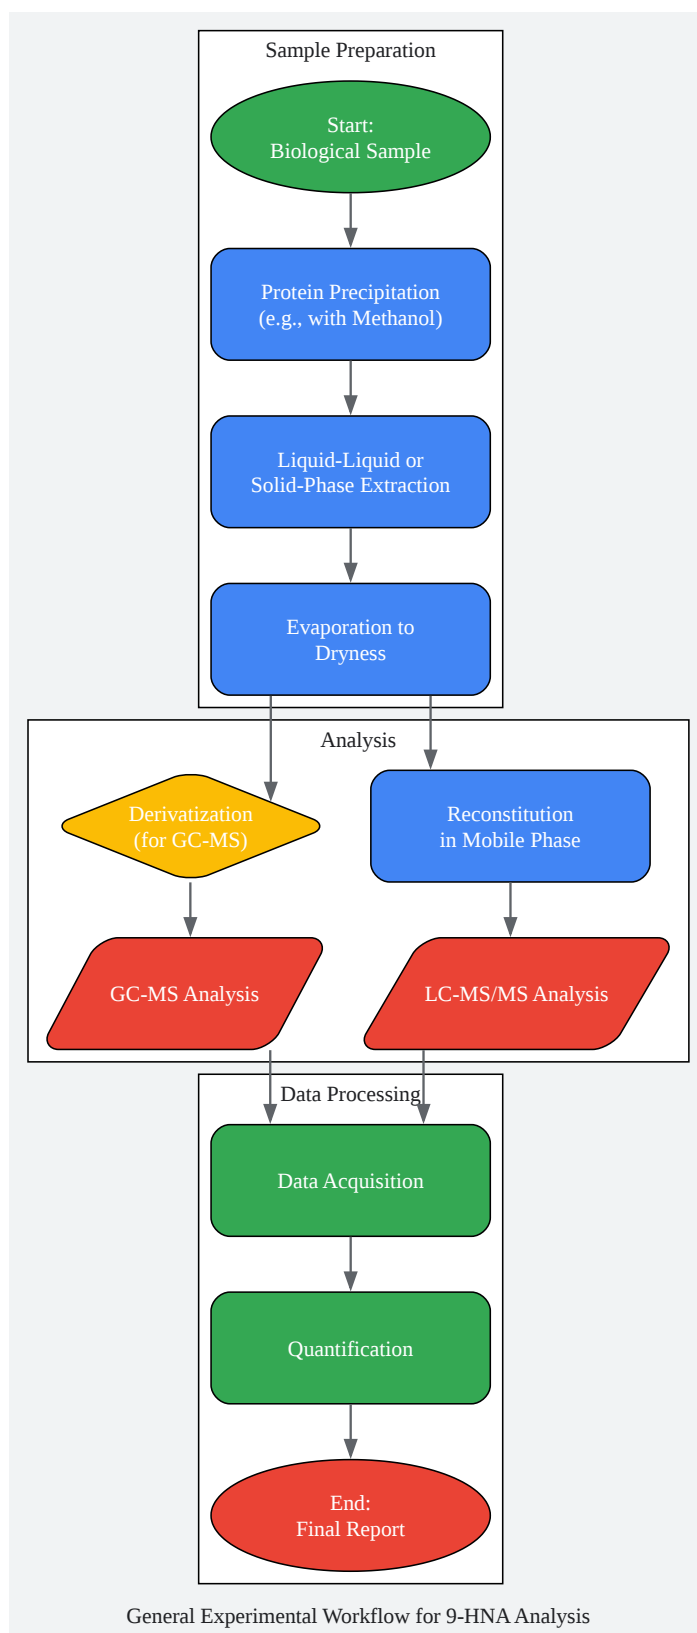 Sample Preparation
Start:
Biological Sample
Protein Precipitation
(e.g., with Methanol)
Liquid-Liquid or
Solid-Phase Extraction
Evaporation to
Dryness
Analysis
Derivatization
(for GC-MS)
Reconstitution
in Mobile Phase
GC-MS Analysis
LC-MS/MS Analysis
Data Processing
Data Acquisition
Quantification
End:
Final Report
General Experimental Workflow for 9-HNA Analysis